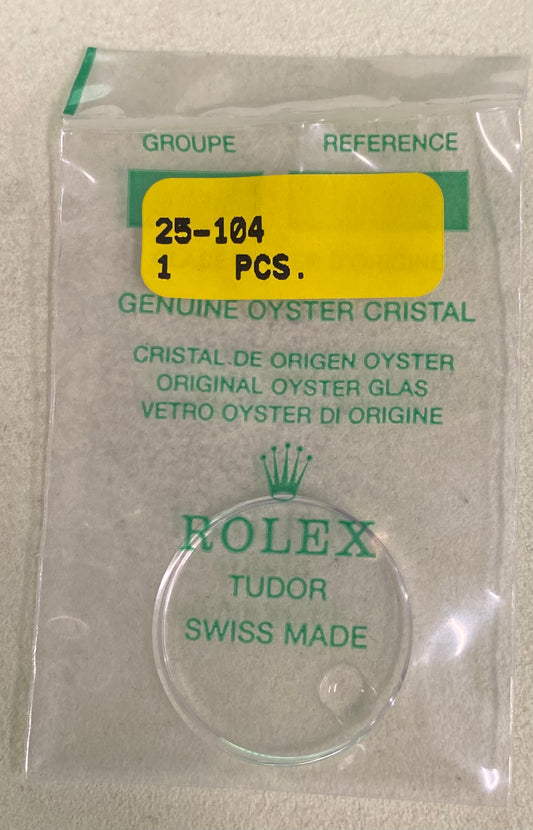 GROUPE REFERENCE
25-104
1 PCS.
GENUINE OYSTER CRISTAL
CRISTAL DE ORIGEN OYSTER
ORIGINAL OYSTER GLAS
VETRO OYSTER DI ORIGINE
ROLEX
TUDOR
SWISS MADE